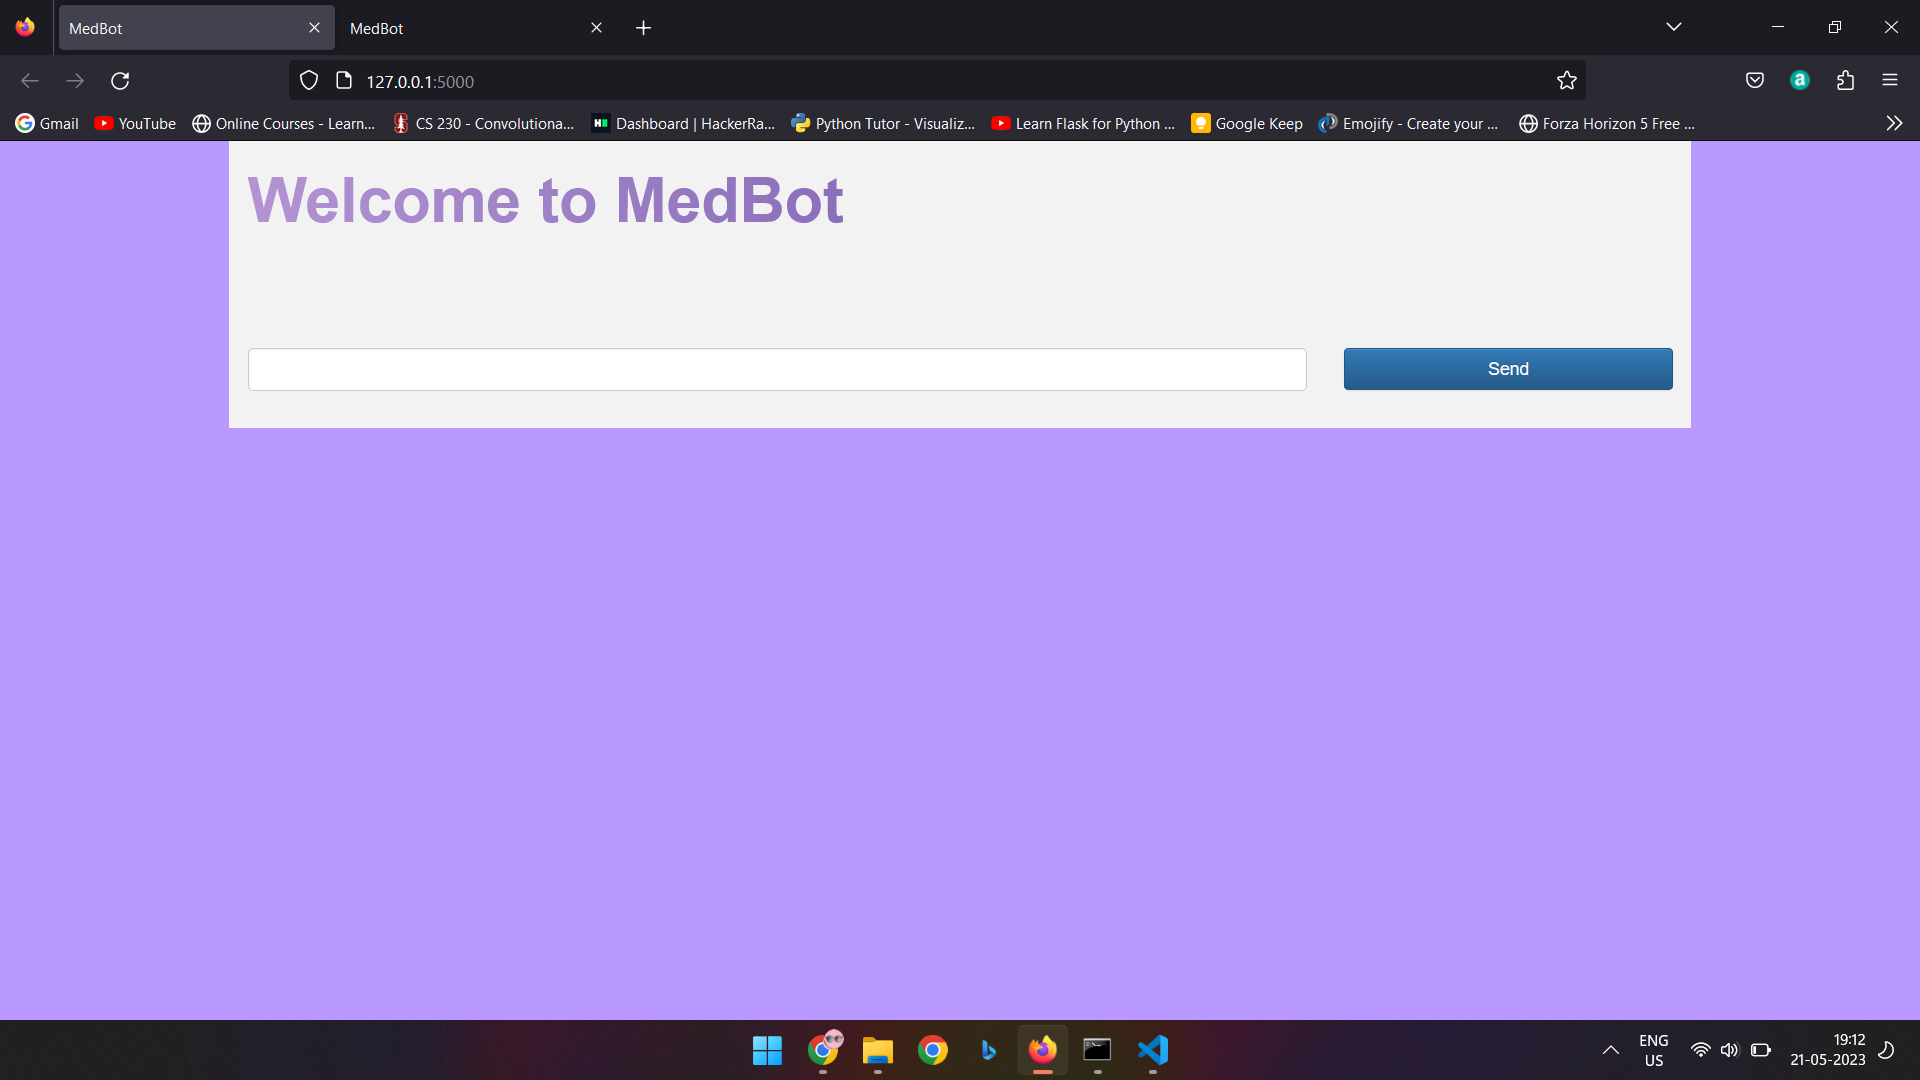 MedBot
MedBot
127.0.0.1:5000
a
Gmail
YouTube
Online Courses - Learn...
CS 230 - Convolutiona...
Dashboard | HackerRa...
Python Tutor - Visualiz...
Learn Flask for Python ...
Google Keep
Emojify - Create your ...
Forza Horizon 5 Free ...
Welcome to MedBot
Send
ENG
US
19:12
21-05-2023